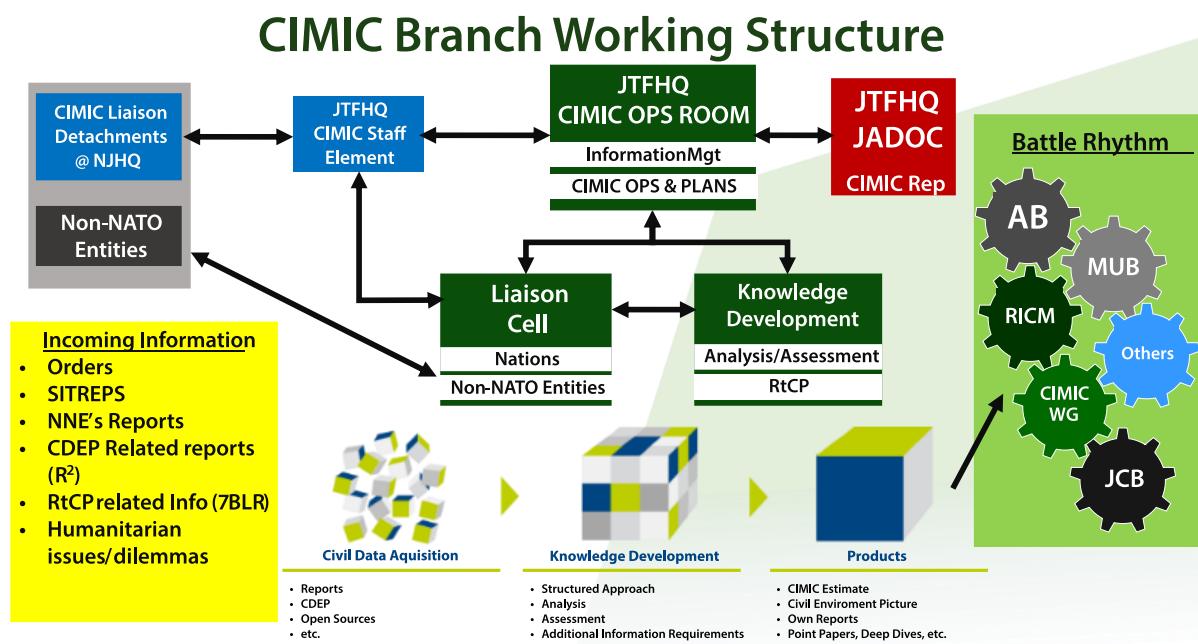 CIMIC Branch Working Structure
CIMIC Liaison
Detachments
@ NJHQ
Non-NATO
Entities
JTFHQ
CIMIC Staff
Element
JTFHQ
CIMIC OPS ROOM
InformationMgt
CIMIC OPS & PLANS
JTFHQ
JADOC
CIMIC Rep
Liaison
Cell
Nations
Non-NATO Entities
Knowledge
Development
Analysis/Assessment
RtCP
Battle Rhythm
AB
MUB
RICM
Others
CIMIC
WG
JCB
Incoming Information
• Orders
• SITREPS
• NNE's Reports
• CDEP Related reports
(R²)
• RtCP related Info (7BLR)
• Humanitarian
issues/dilemmas
Civil Data Aquisition
• Reports
• CDEP
• Open Sources
• etc.
Knowledge Development
• Structured Approach
• Analysis
• Assessment
• Additional Information Requirements
Products
• CIMIC Estimate
• Civil Enviroment Picture
• Own Reports
• Point Papers, Deep Dives, etc.